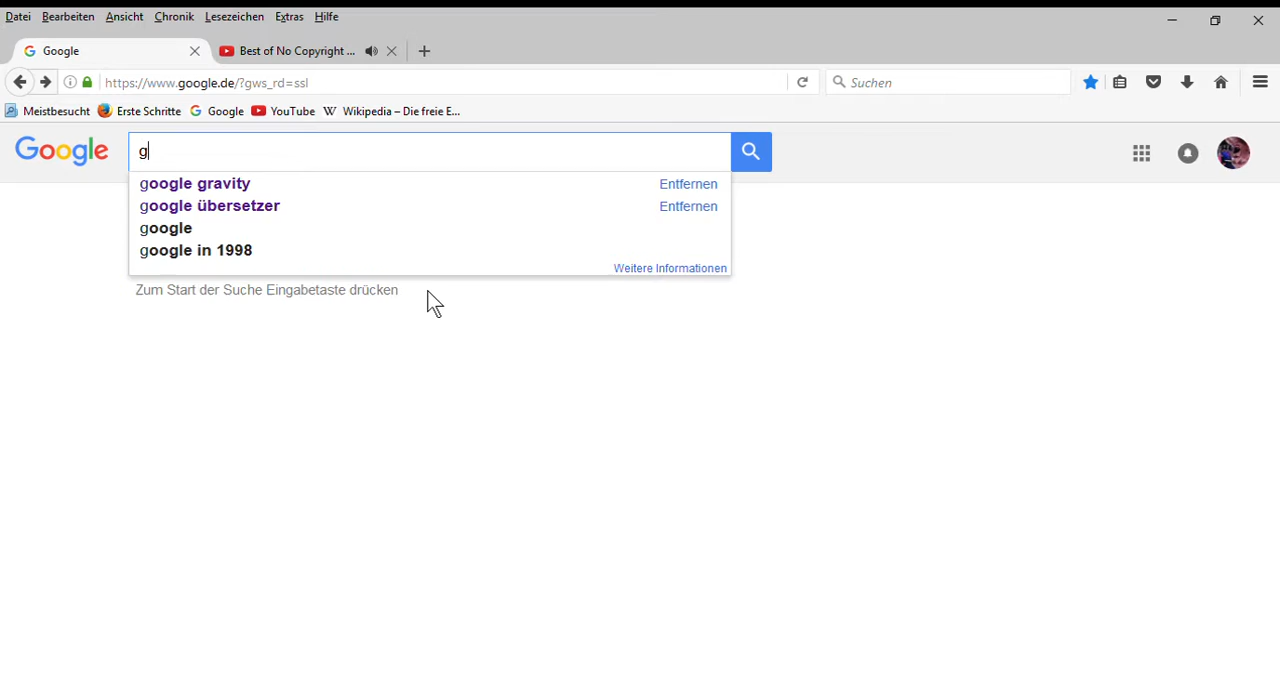 Datei Bearbeiten Ansicht Chronik Lesezeichen Extras Hilfe
Google Best of No Copyright ...
https://www.google.de/?gws_rd=ssl Suchen
Meistbesucht Erste Schritte Google YouTube Wikipedia – Die freie E...
Google g
google gravity Entfernen
google übersetzer Entfernen
google
google in 1998
Weitere Informationen
Zum Start der Suche Eingabetaste drücken